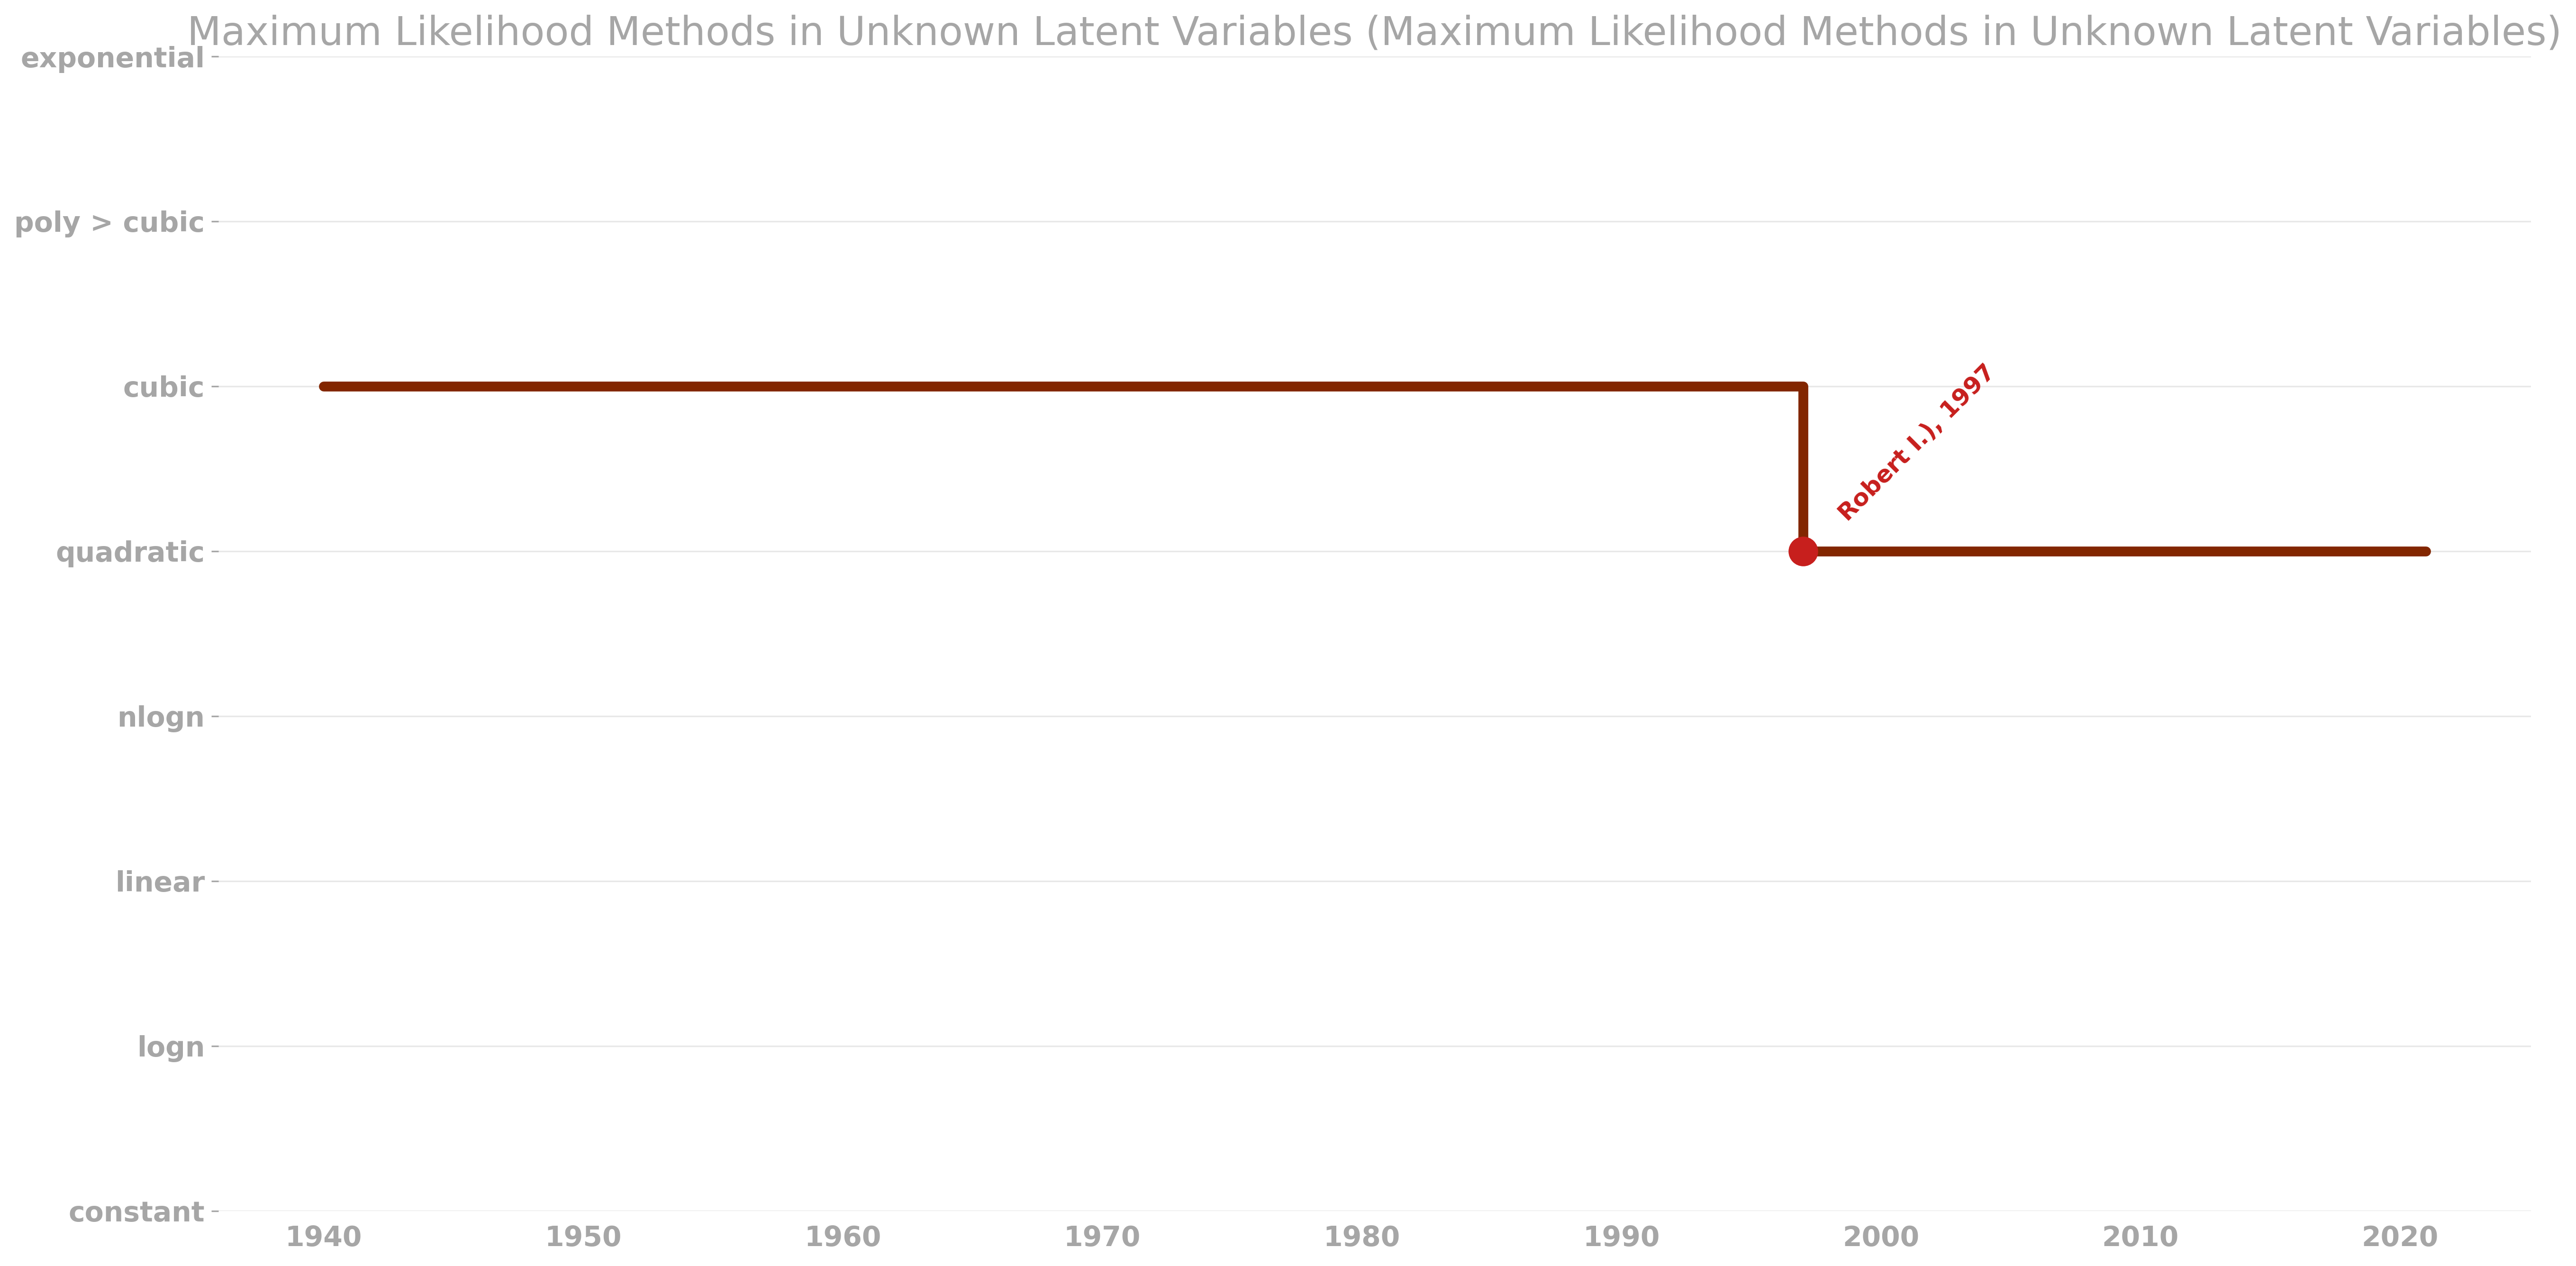 Maximum Likelihood Methods in Unknown Latent Variables (Maximum Likelihood Methods in Unknown Latent Variables)
exponential
poly > cubic
cubic
quadratic
nlogn
linear
logn
constant
Robert I.), 1997
1940 1950 1960 1970 1980 1990 2000 2010 2020